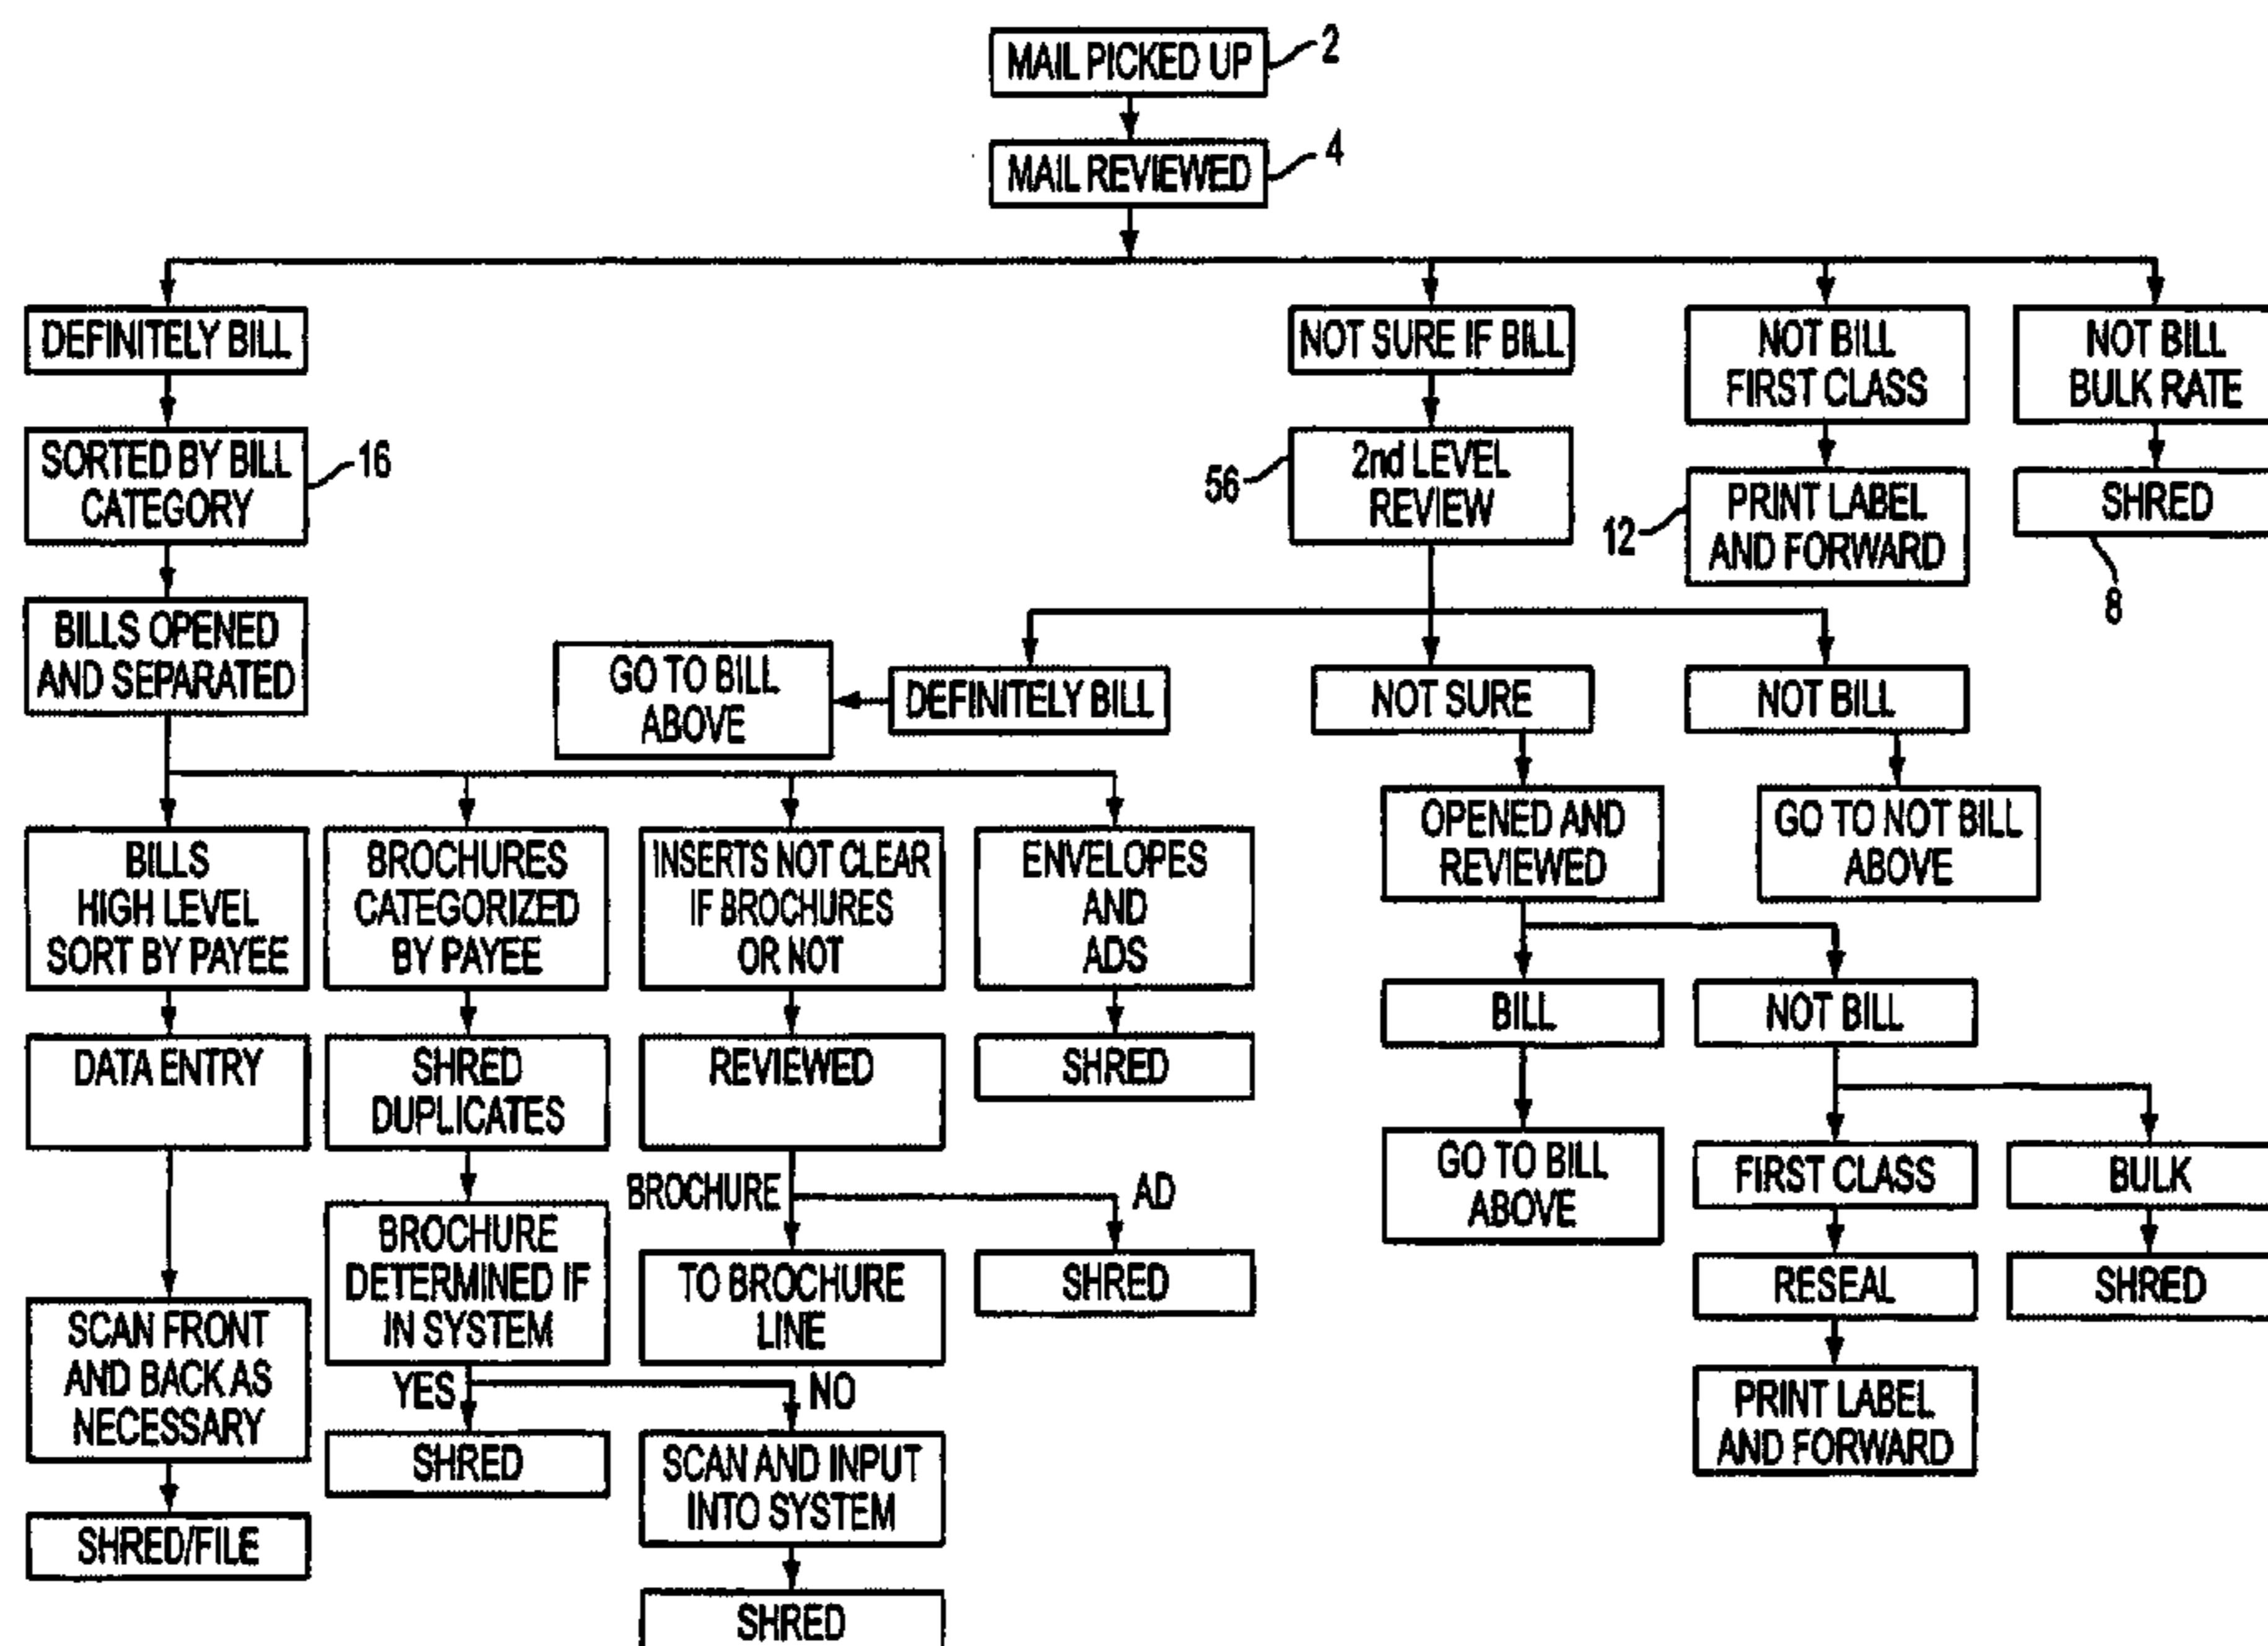 MAIL PICKED UP
2
MAIL REVIEWED
4
DEFINITELY BILL
NOT SURE IF BILL
NOT BILL
FIRST CLASS
NOT BILL
BULK RATE
SORTED BY BILL
CATEGORY
16
56
2nd LEVEL
REVIEW
12
PRINT LABEL
AND FORWARD
SHRED
8
BILLS OPENED
AND SEPARATED
GO TO BILL
ABOVE
DEFINITELY BILL
NOT SURE
NOT BILL
OPENED AND
REVIEWED
GO TO NOT BILL
ABOVE
BILLS
HIGH LEVEL
SORT BY PAYEE
BROCHURES
CATEGORIZED
BY PAYEE
INSERTS NOT CLEAR
IF BROCHURES
OR NOT
ENVELOPES
AND
ADS
BILL
NOT BILL
DATA ENTRY
SHRED
DUPLICATES
REVIEWED
SHRED
GO TO BILL
ABOVE
FIRST CLASS
BULK
BROCHURE
AD
BROCHURE
DETERMINED IF
IN SYSTEM
TO BROCHURE
LINE
SHRED
RESEAL
SHRED
SCAN FRONT
AND BACK AS
NECESSARY
YES
NO
PRINT LABEL
AND FORWARD
SHRED
SCAN AND INPUT
INTO SYSTEM
SHRED/FILE
SHRED